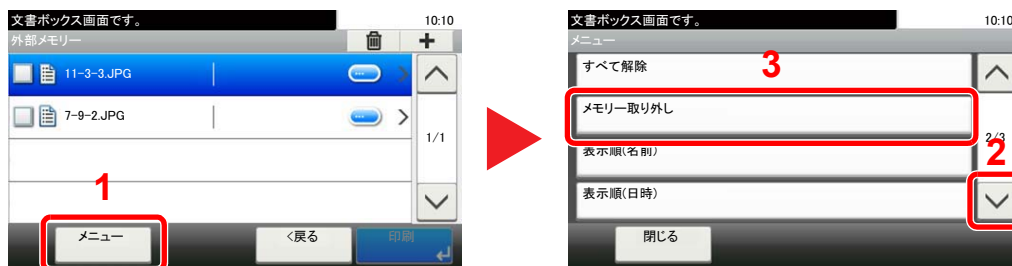 文書ボックス画面です。
10:10
外部メモリー
11-3-3.JPG
7-9-2.JPG
1/1
1
メニュー
<戻る
印刷
文書ボックス画面です。
10:10
メニュー
すべて解除
3
メモリー取り外し
2/3
表示順(名前)
2
表示順(日時)
閉じる